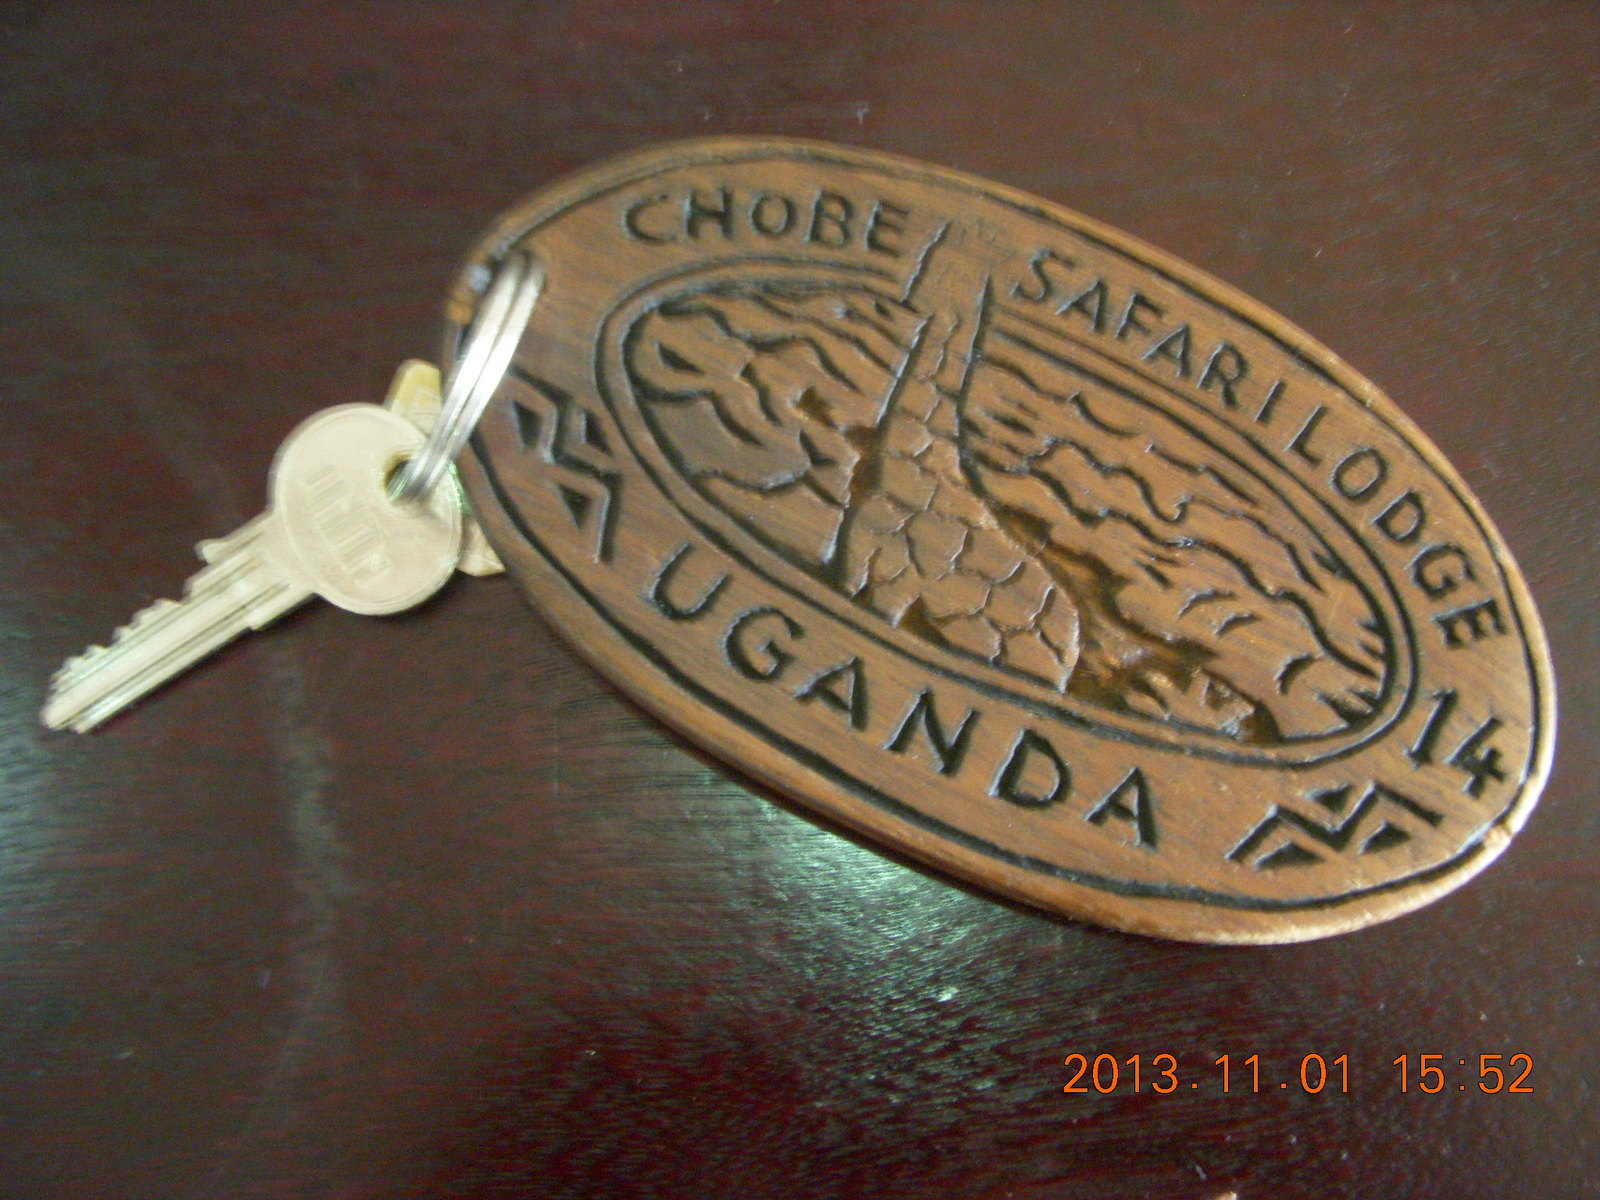 CHOBE SAFARI LODGE 14
UGANDA
2013.11.01 15:52